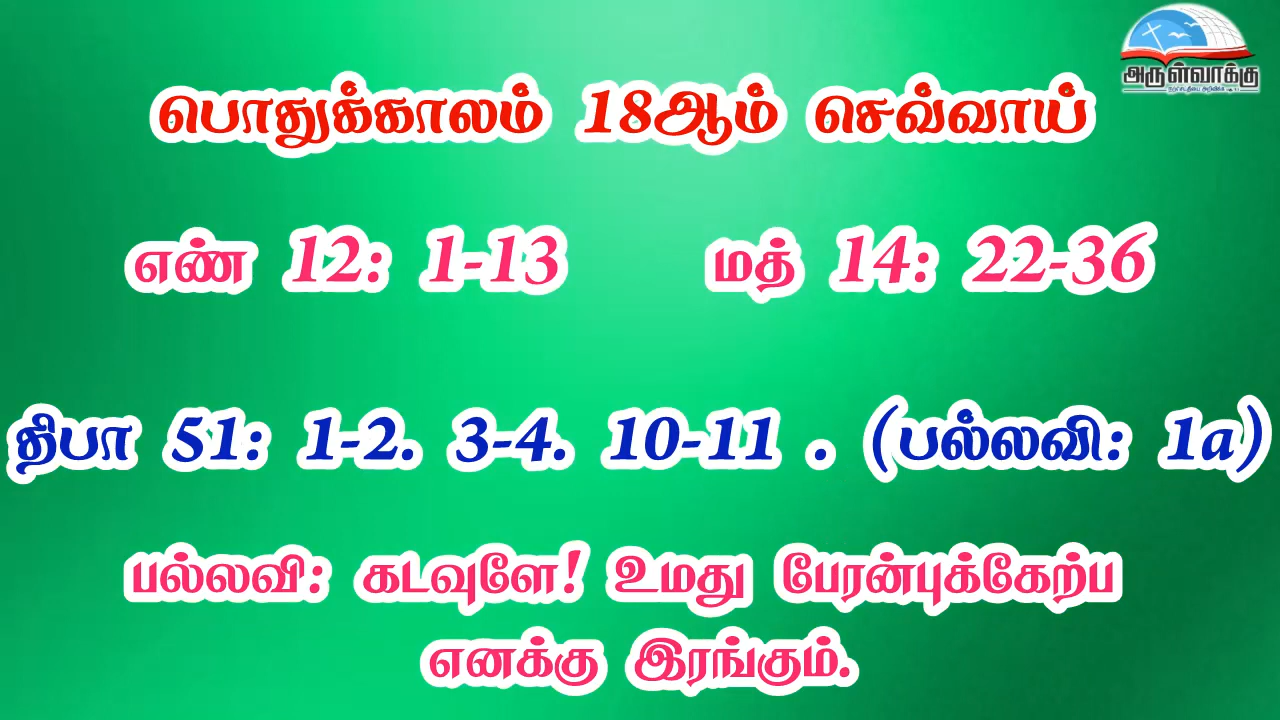 அருள்வாக்கு
பொதுக்காலம் 18ஆம் செவ்வாய்
எண் 12: 1-13 மத் 14: 22-36
திபா 51: 1-2. 3-4. 10-11 . (பல்லவி: 1a)
பல்லவி: கடவுளே! உமது பேரன்புக்கேற்ப
எனக்கு இரங்கும்.